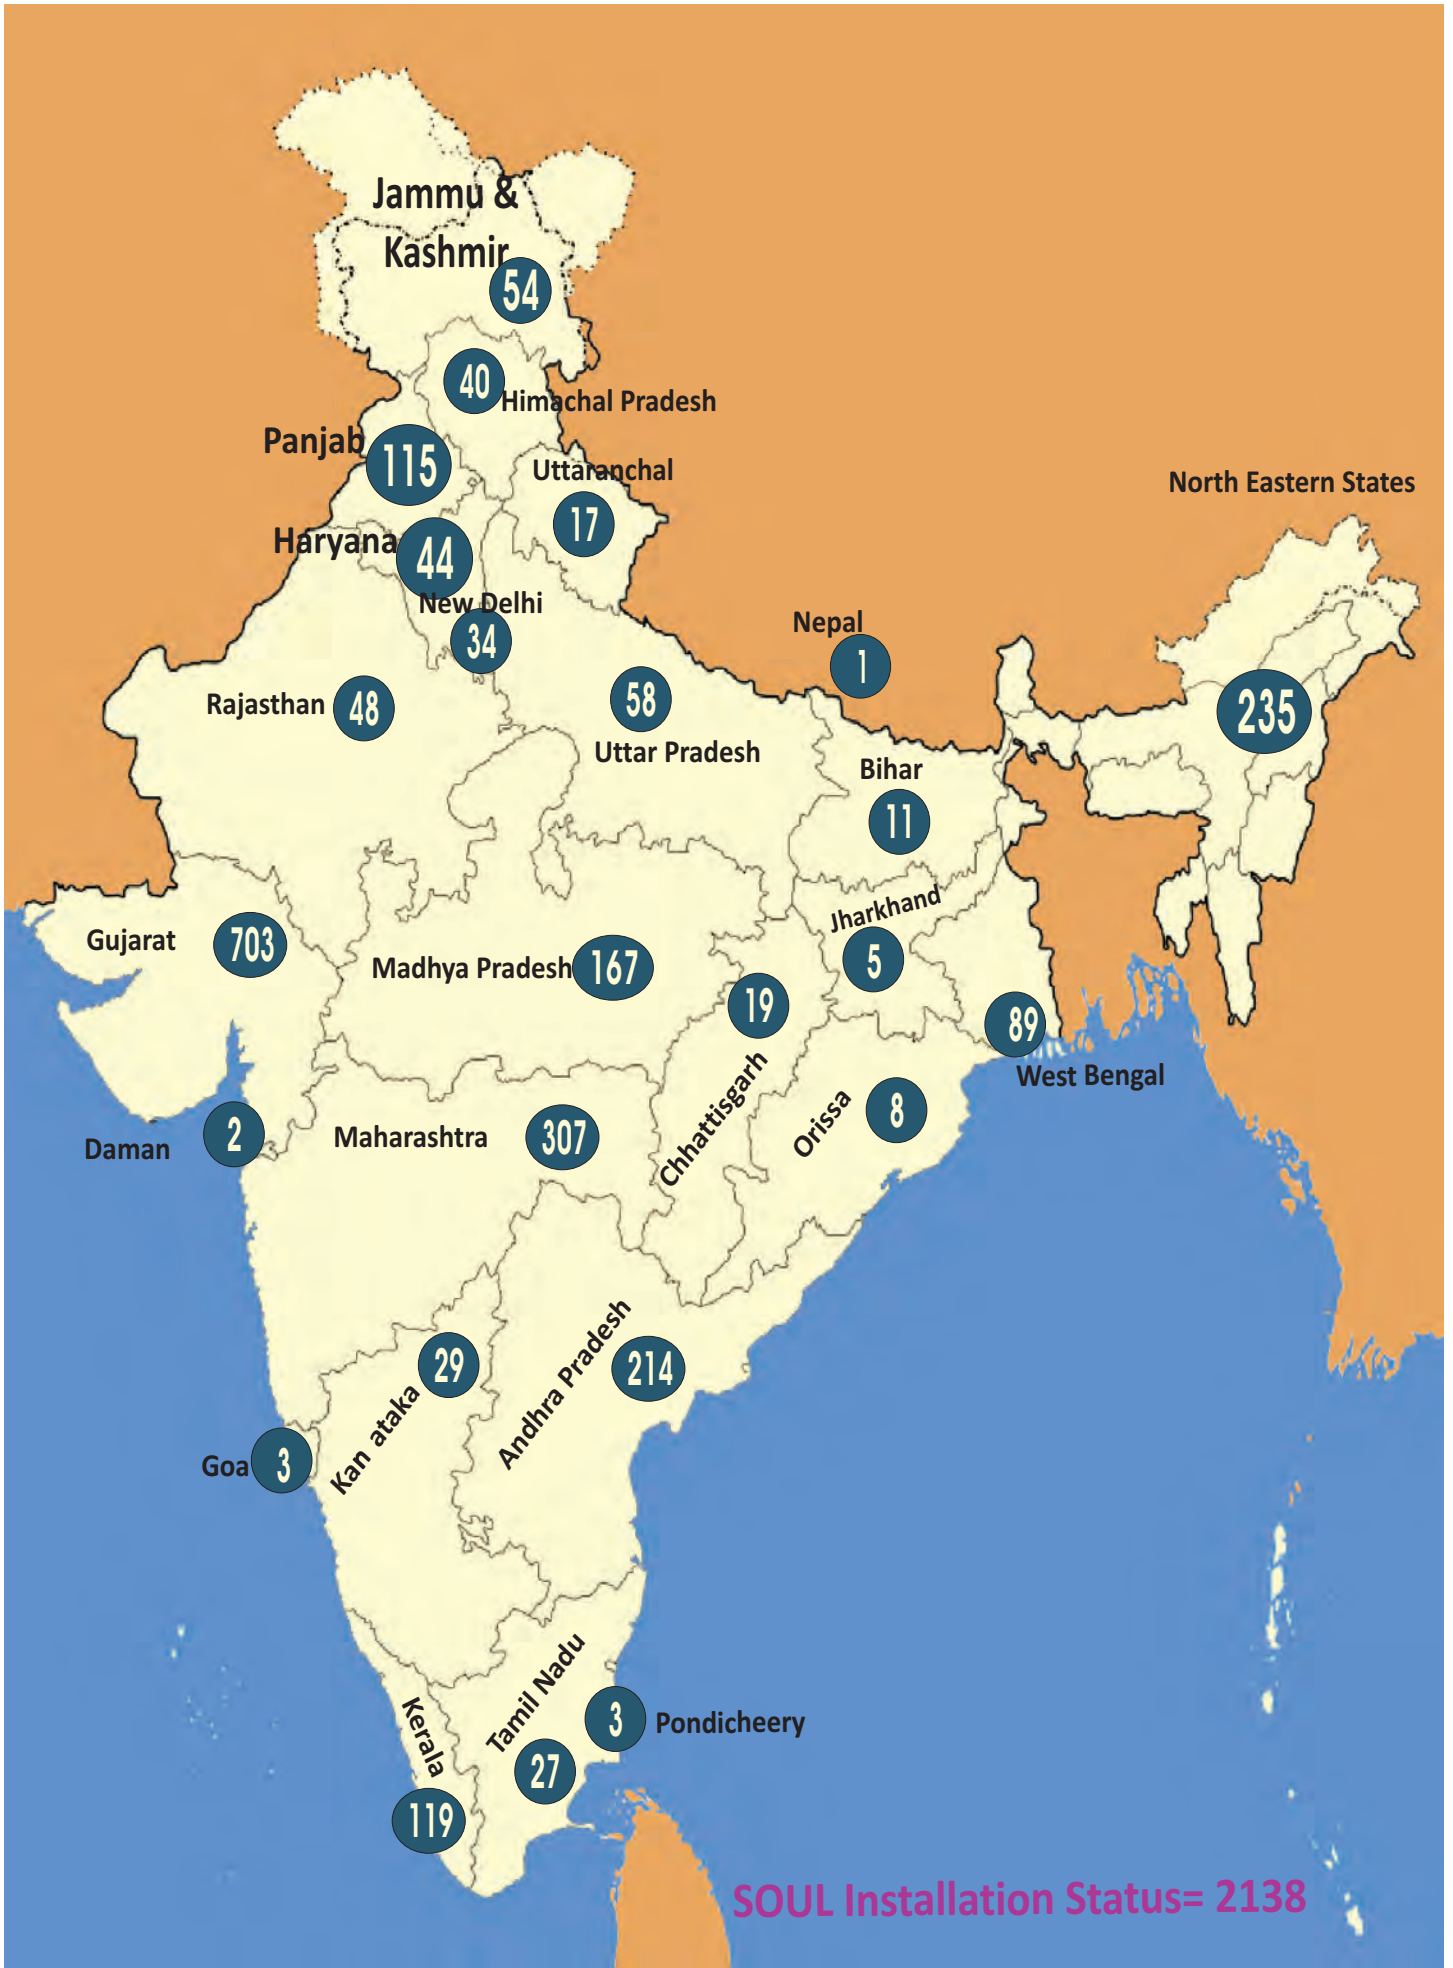 Jammu &
Kashmir
54
40
Himachal Pradesh
Panjab
115
Uttaranchal
17
North Eastern States
Haryana
44
New Delhi
34
Nepal
1
Rajasthan
48
58
Uttar Pradesh
235
Bihar
11
Gujarat
703
Jharkhand
5
Madhya Pradesh
167
19
Chhattisgarh
89
West Bengal
Daman
2
Maharashtra
307
Orissa
8
29
Kan ataka
Andhra Pradesh
214
Goa
3
Kerala
119
Tamil Nadu
27
3
Pondicheery
SOUL Installation Status= 2138